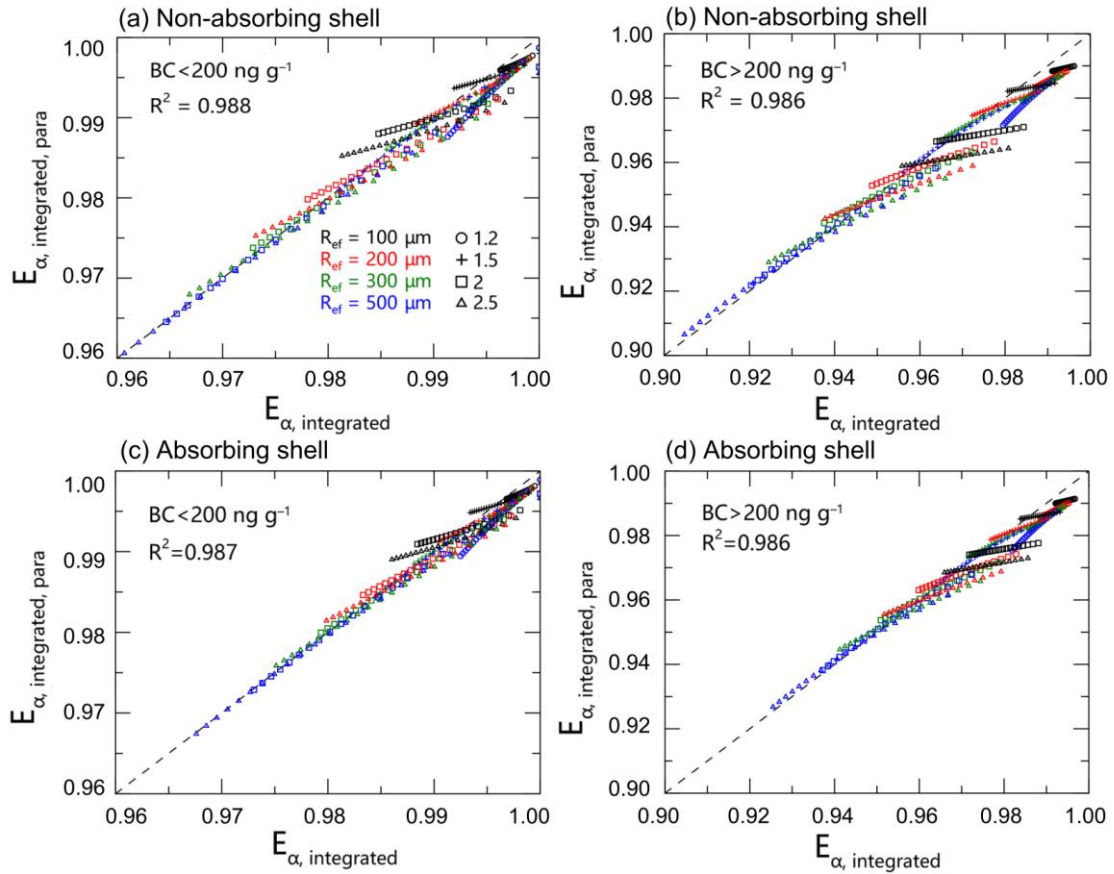 (a) Non-absorbing shell
BC<200 ng g⁻¹
R² = 0.988
R_ef = 100 μm ○ 1.2
R_ef = 200 μm + 1.5
R_ef = 300 μm □ 2
R_ef = 500 μm △ 2.5
1.00
0.99
0.98
0.97
0.96
0.96 0.97 0.98 0.99 1.00
E_α, integrated, para
E_α, integrated
(b) Non-absorbing shell
BC>200 ng g⁻¹
R² = 0.986
1.00
0.98
0.96
0.94
0.92
0.90
0.90 0.92 0.94 0.96 0.98 1.00
E_α, integrated, para
E_α, integrated
(c) Absorbing shell
BC<200 ng g⁻¹
R²=0.987
1.00
0.99
0.98
0.97
0.96
0.96 0.97 0.98 0.99 1.00
E_α, integrated, para
E_α, integrated
(d) Absorbing shell
BC>200 ng g⁻¹
R²=0.986
1.00
0.98
0.96
0.94
0.92
0.90
0.90 0.92 0.94 0.96 0.98 1.00
E_α, integrated, para
E_α, integrated